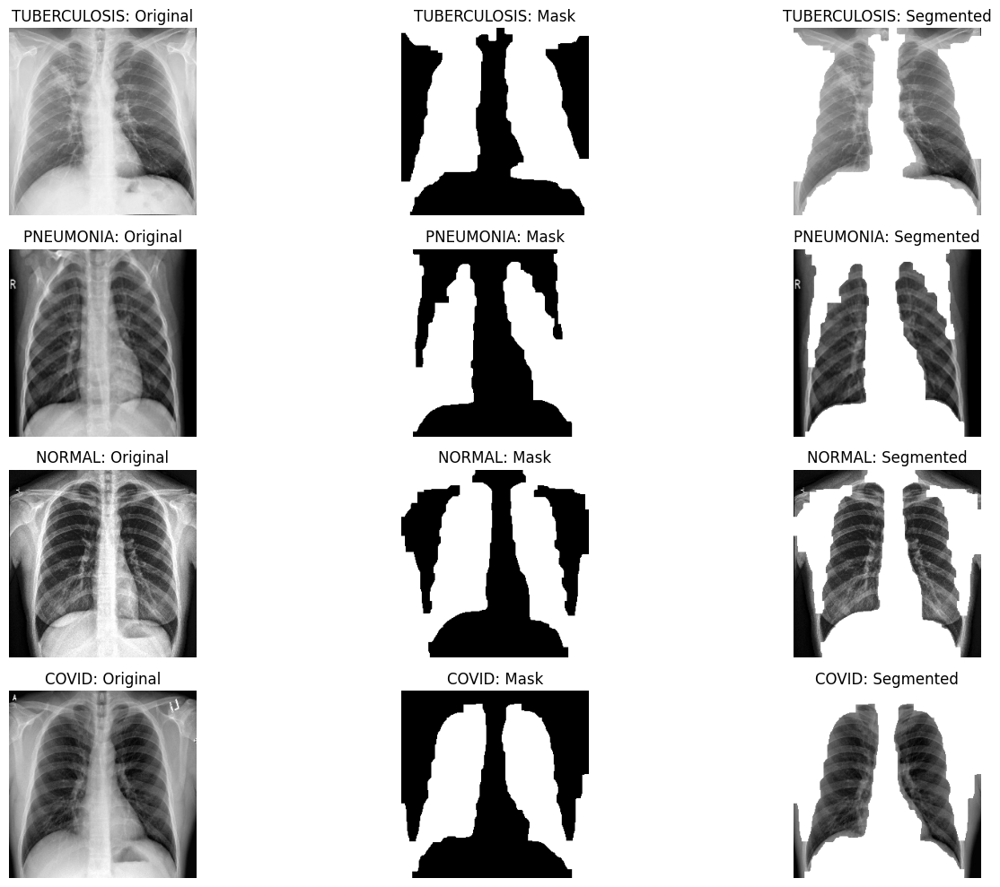 TUBERCULOSIS: Original TUBERCULOSIS: Mask TUBERCULOSIS: Segmented
PNEUMONIA: Original PNEUMONIA: Mask PNEUMONIA: Segmented
R R
NORMAL: Original NORMAL: Mask NORMAL: Segmented
COVID: Original COVID: Mask COVID: Segmented
A